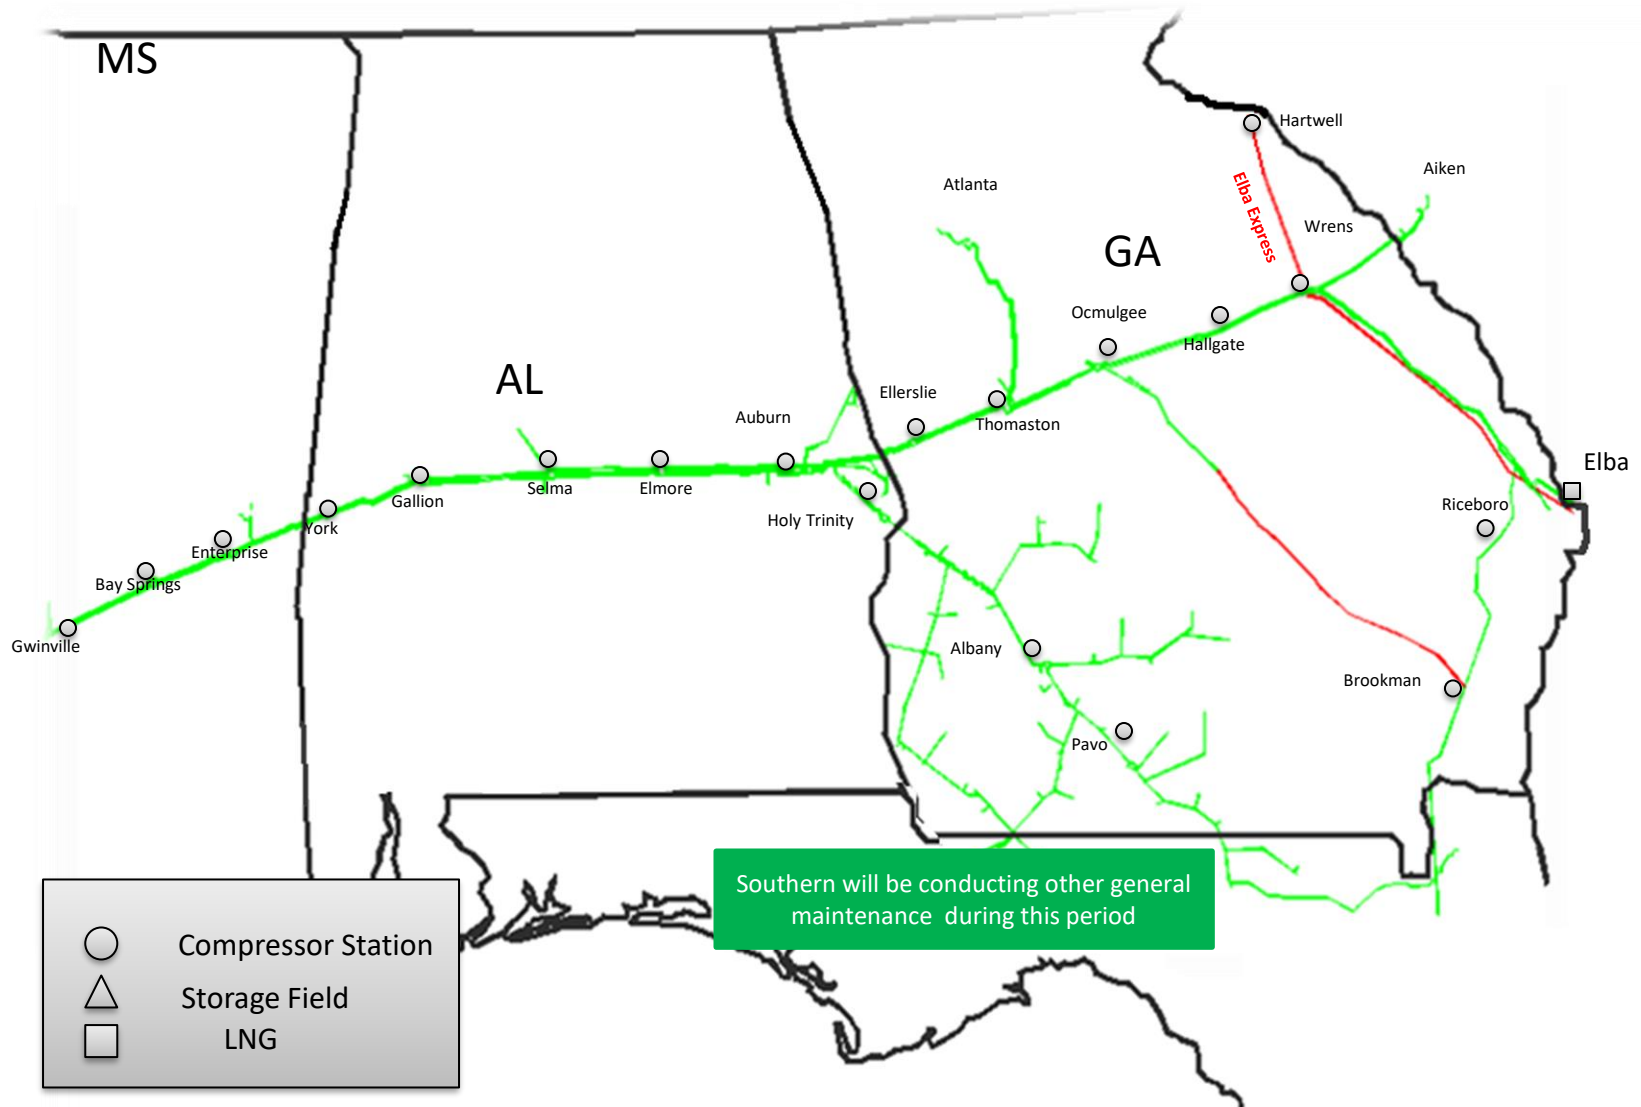 MS
Hartwell
Aiken
Atlanta
Elba Express
Wrens
GA
Ocmulgee
Hallgate
AL
Ellerslie
Auburn
Thomaston
Elba
Selma
Elmore
Gallion
Riceboro
Holy Trinity
York
Enterprise
Bay Springs
Gwinville
Albany
Brookman
Pavo
Southern will be conducting other general
maintenance during this period
Compressor Station
Storage Field
LNG